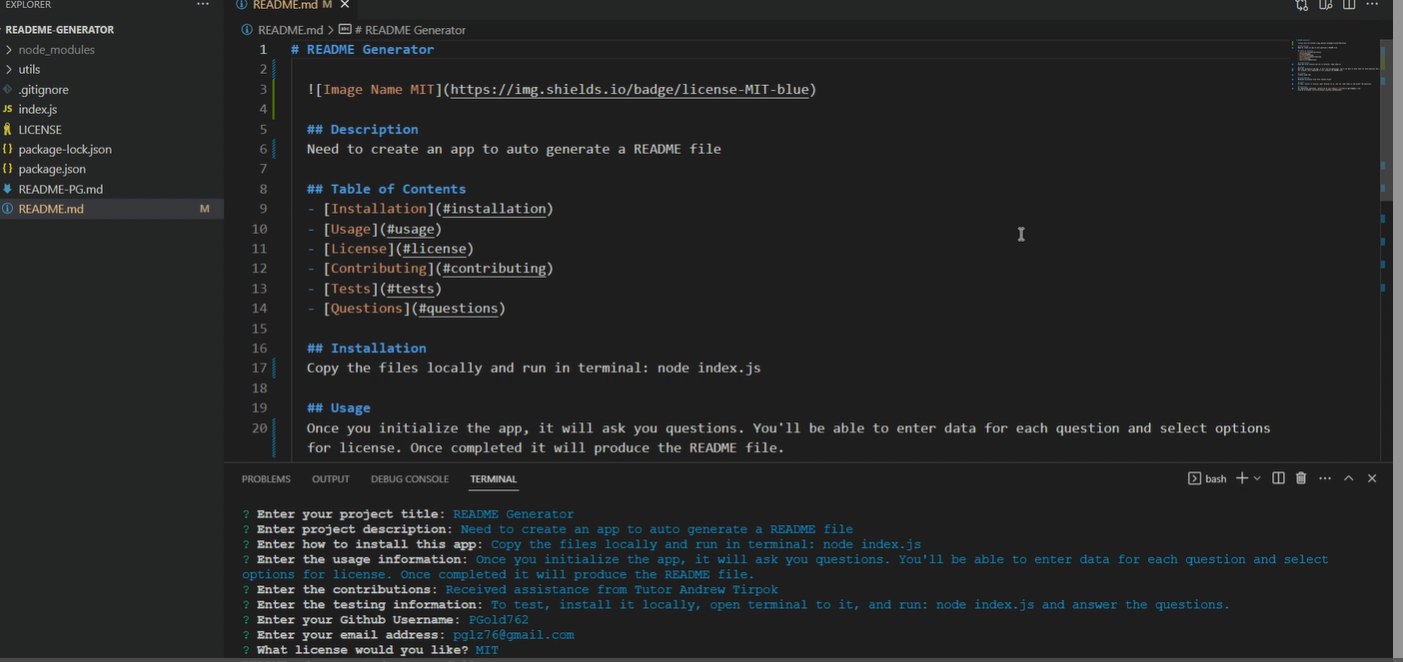 EXPLORER
···
READEME-GENERATOR
node_modules
utils
.gitignore
JS index.js
LICENSE
{} package-lock.json
{} package.json
README-PG.md
README.md M
README.md M
README.md > # README Generator
1 # README Generator
2
3 ![Image Name MIT](https://img.shields.io/badge/license-MIT-blue)
4
5 ## Description
6 Need to create an app to auto generate a README file
7
8 ## Table of Contents
9 - [Installation](#installation)
10 - [Usage](#usage)
11 - [License](#license)
12 - [Contributing](#contributing)
13 - [Tests](#tests)
14 - [Questions](#questions)
15
16 ## Installation
17 Copy the files locally and run in terminal: node index.js
18
19 ## Usage
20 Once you initialize the app, it will ask you questions. You'll be able to enter data for each question and select options
for license. Once completed it will produce the README file.
PROBLEMS OUTPUT DEBUG CONSOLE TERMINAL
bash
? Enter your project title: README Generator
? Enter project description: Need to create an app to auto generate a README file
? Enter how to install this app: Copy the files locally and run in terminal: node index.js
? Enter the usage information: Once you initialize the app, it will ask you questions. You'll be able to enter data for each question and select
options for license. Once completed it will produce the README file.
? Enter the contributions: Received assistance from Tutor Andrew Tirpok
? Enter the testing information: To test, install it locally, open terminal to it, and run: node index.js and answer the questions.
? Enter your Github Username: PGold762
? Enter your email address: pglz76@gmail.com
? What license would you like? MIT